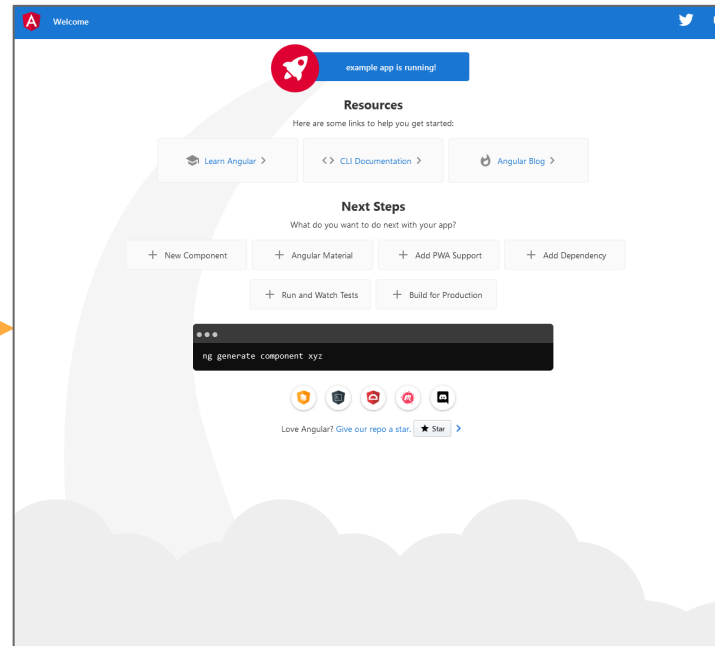 Welcome
example app is running!
Resources
Here are some links to help you get started:
Learn Angular
CLI Documentation
Angular Blog
Next Steps
What do you want to do next with your app?
New Component
Angular Material
Add PWA Support
Add Dependency
Run and Watch Tests
Build for Production
ng generate component xyz
Love Angular? Give our repo a star. Star